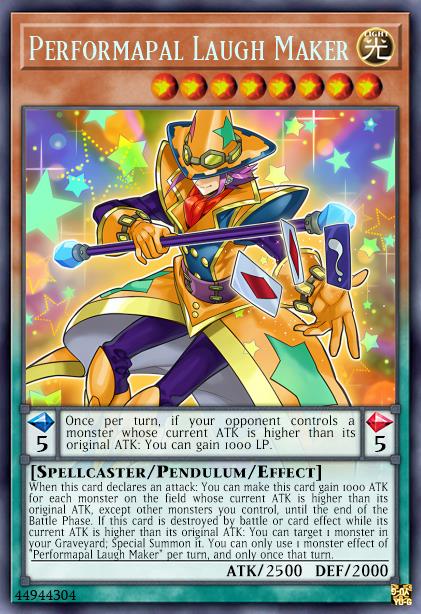 PERFORMAPAL LAUGH MAKER
LIGHT
光
Once per turn, if your opponent controls a
monster whose current ATK is higher than its
original ATK: You can gain 1000 LP.
5
5
[SPELLCASTER/PENDULUM/EFFECT]
When this card declares an attack: You can make this card gain 1000 ATK
for each monster on the field whose current ATK is higher than its
original ATK, except other monsters you control, until the end of the
Battle Phase. If this card is destroyed by battle or card effect while its
current ATK is higher than its original ATK: You can target 1 monster in
your Graveyard; Special Summon it. You can only use 1 monster effect of
"Performapal Laugh Maker" per turn, and only once that turn.
ATK/2500 DEF/2000
44944304